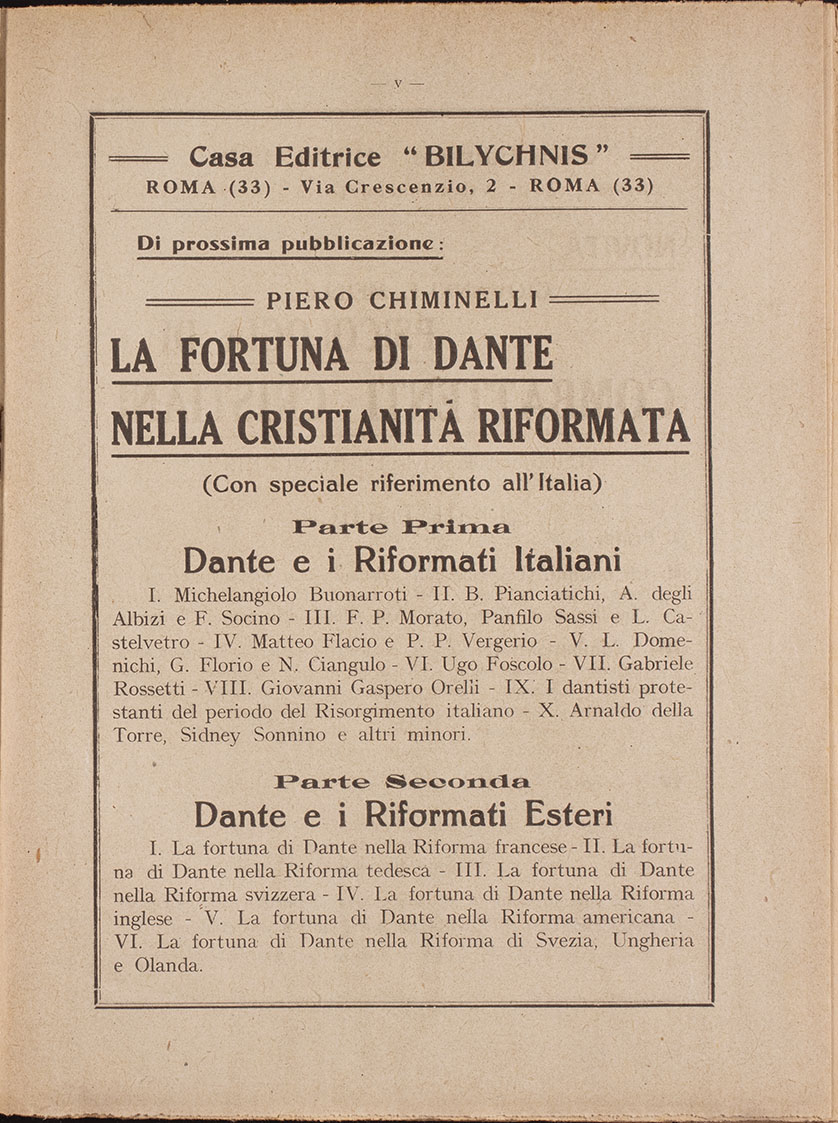 — V —
Casa Editrice “ BILYCHNIS ”
ROMA (33) - Via Crescenzio, 2 - ROMA (33)
Di prossima pubblicazione :
PIERO CHIMINELLI
LA FORTUNA DI DANTE
NELLA CRISTIANITÀ RIFORMATA
(Con speciale riferimento all'Italia)
Parte Prima
Dante e i Riformati Italiani
I. Michelangiolo Buonarroti - II. B. Pianciatichi, A. degli
Albizi e F. Socino - III. F. P. Morato, Panfilo Sassi e L. Ca-
stelvetro - IV. Matteo Flacio e P. P. Vergerio - V. L. Dome-
nichi, G. Florio e N. Ciangulo - VI. Ugo Foscolo - VII. Gabriele
Rossetti - VIII. Giovanni Gaspero Orelli - IX. I dantisti prote-
stanti del periodo del Risorgimento italiano - X. Arnaldo della
Torre, Sidney Sonnino e altri minori.
Parte Seconda
Dante e i Riformati Esteri
I. La fortuna di Dante nella Riforma francese - II. La fortu-
na di Dante nella Riforma tedesca - III. La fortuna di Dante
nella Riforma svizzera - IV. La fortuna di Dante nella Riforma
inglese - V. La fortuna di Dante nella Riforma americana -
VI. La fortuna di Dante nella Riforma di Svezia, Ungheria
e Olanda.